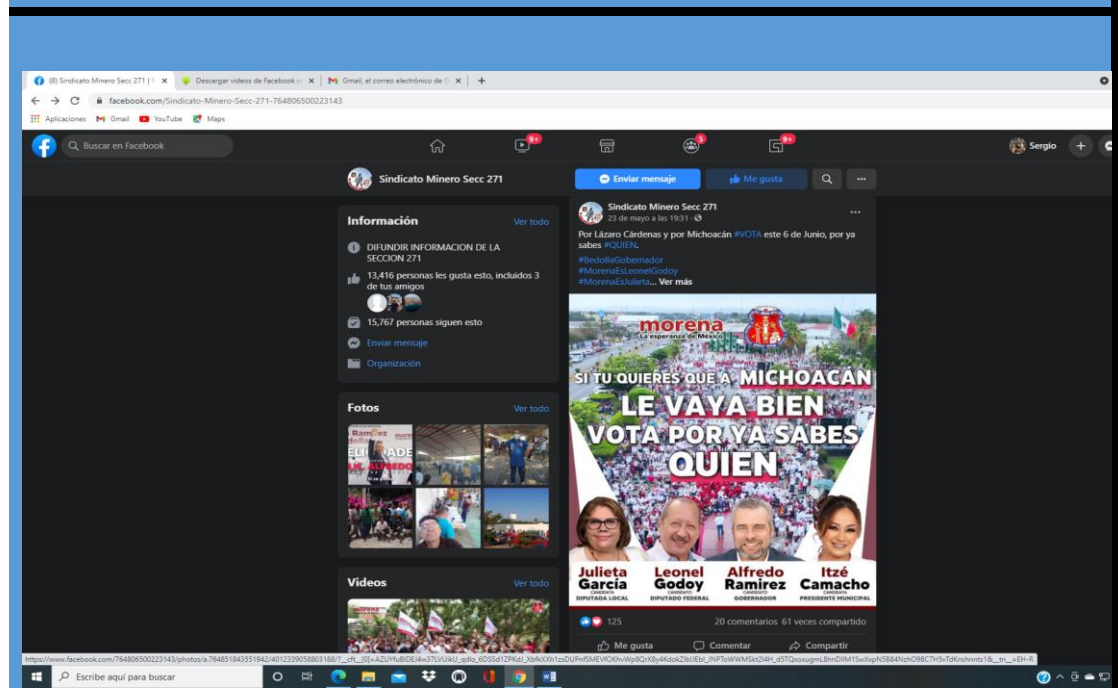 (8) Sindicato Minero Secc 271 | F
Descargar videos de Facebook
Gmail, el correo electrónico de G
facebook.com/Sindicato-Minero-Secc-271-764806500223143
Aplicaciones Gmail YouTube Maps
Buscar en Facebook
9+
5
9+
Sergio
Sindicato Minero Secc 271
Enviar mensaje
Me gusta
Información
Ver todo
DIFUNDIR INFORMACION DE LA
SECCION 271
13,416 personas les gusta esto, incluidos 3
de tus amigos
15,767 personas siguen esto
Enviar mensaje
Organización
Fotos
Ver todo
Videos
Ver todo
Sindicato Minero Secc 271
23 de mayo a las 19:31 ·
Por Lázaro Cárdenas y por Michoacán #VOTA este 6 de Junio, por ya
sabes #QUIEN.
#BedollaGobernador
#MorenaEsLeonelGodoy
#MorenaEsJulieta... Ver más
morena
La esperanza de México
SI TU QUIERES QUE A MICHOACÁN
LE VAYA BIEN
VOTA POR YA SABES
QUIEN
Julieta
García
CANDIDATA
DIPUTADA LOCAL
Leonel
Godoy
CANDIDATO
DIPUTADO FEDERAL
Alfredo
Ramírez
CANDIDATO
GOBERNADOR
Itzé
Camacho
CANDIDATA
PRESIDENTE MUNICIPAL
125
20 comentarios 61 veces compartido
Me gusta
Comentar
Compartir
Escribe aquí para buscar